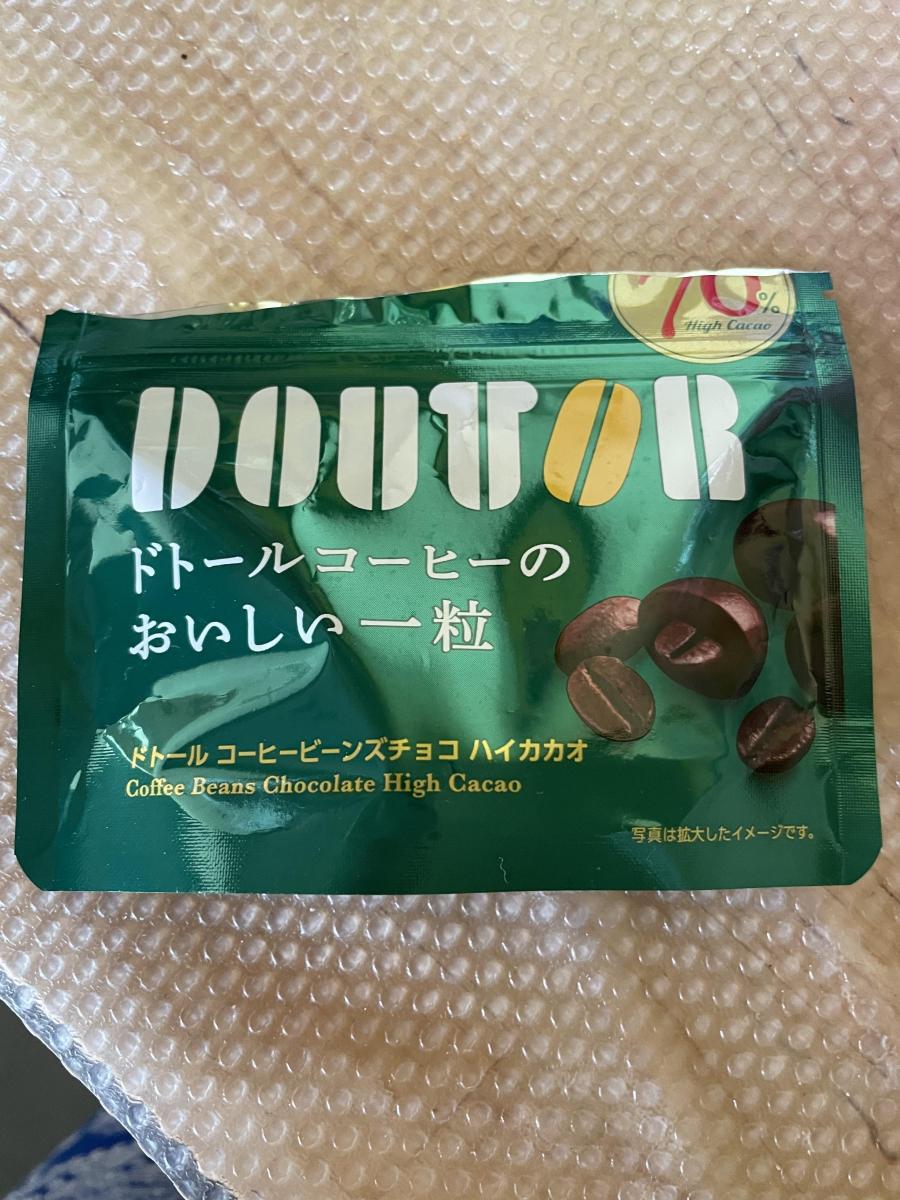 70%
High Cacao
DOUTOR
ドトールコーヒーの
おいしい一粒
ドトール コーヒービーンズチョコ ハイカカオ
Coffee Beans Chocolate High Cacao
写真は拡大したイメージです。